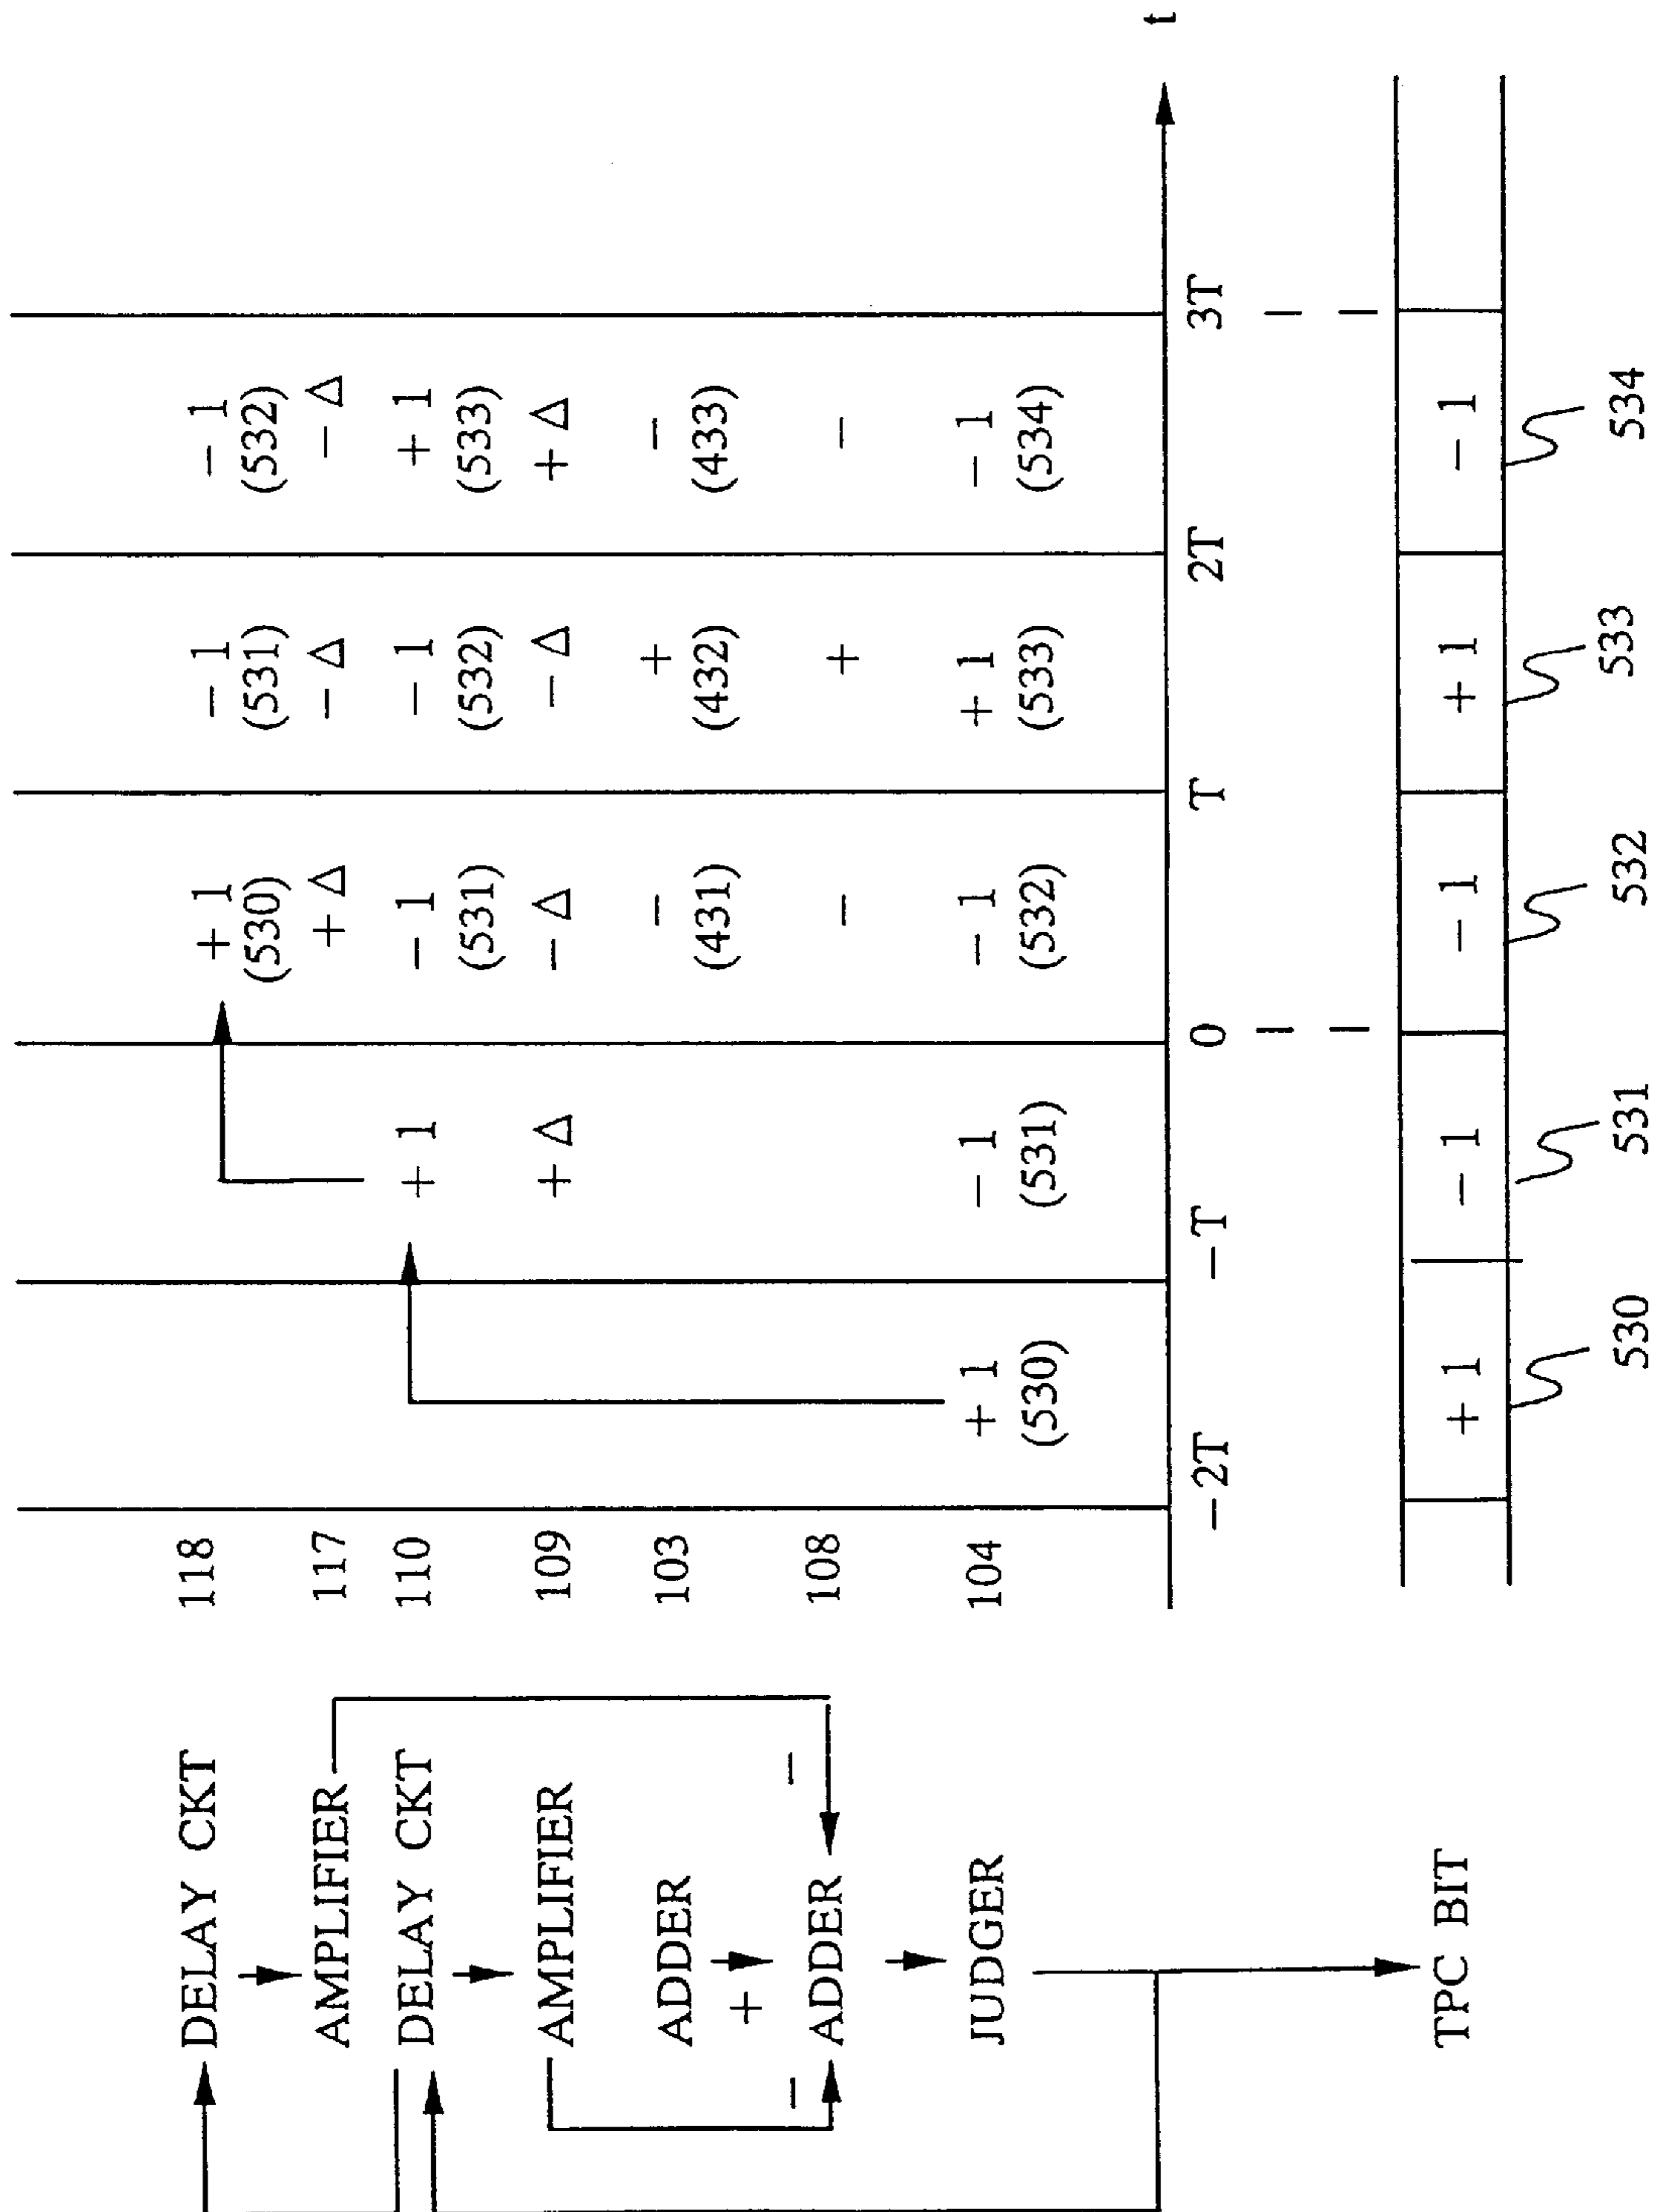 DELAY CKT 118 + 1 - 1 - 1
(530) (531) (532)
AMPLIFIER 117 + Δ - Δ - Δ
DELAY CKT 110 + 1 - 1 - 1 + 1
(531) (532) (533)
AMPLIFIER 109 + Δ - Δ - Δ + Δ
ADDER 103 - + -
(431) (432) (433)
+
- -
ADDER 108 - + -
JUDGER 104 + 1 - 1 - 1 + 1 - 1
(530) (531) (532) (533) (534)
t
-2T -T 0 T 2T 3T
TPC BIT + 1 - 1 - 1 + 1 - 1
530 531 532 533 534